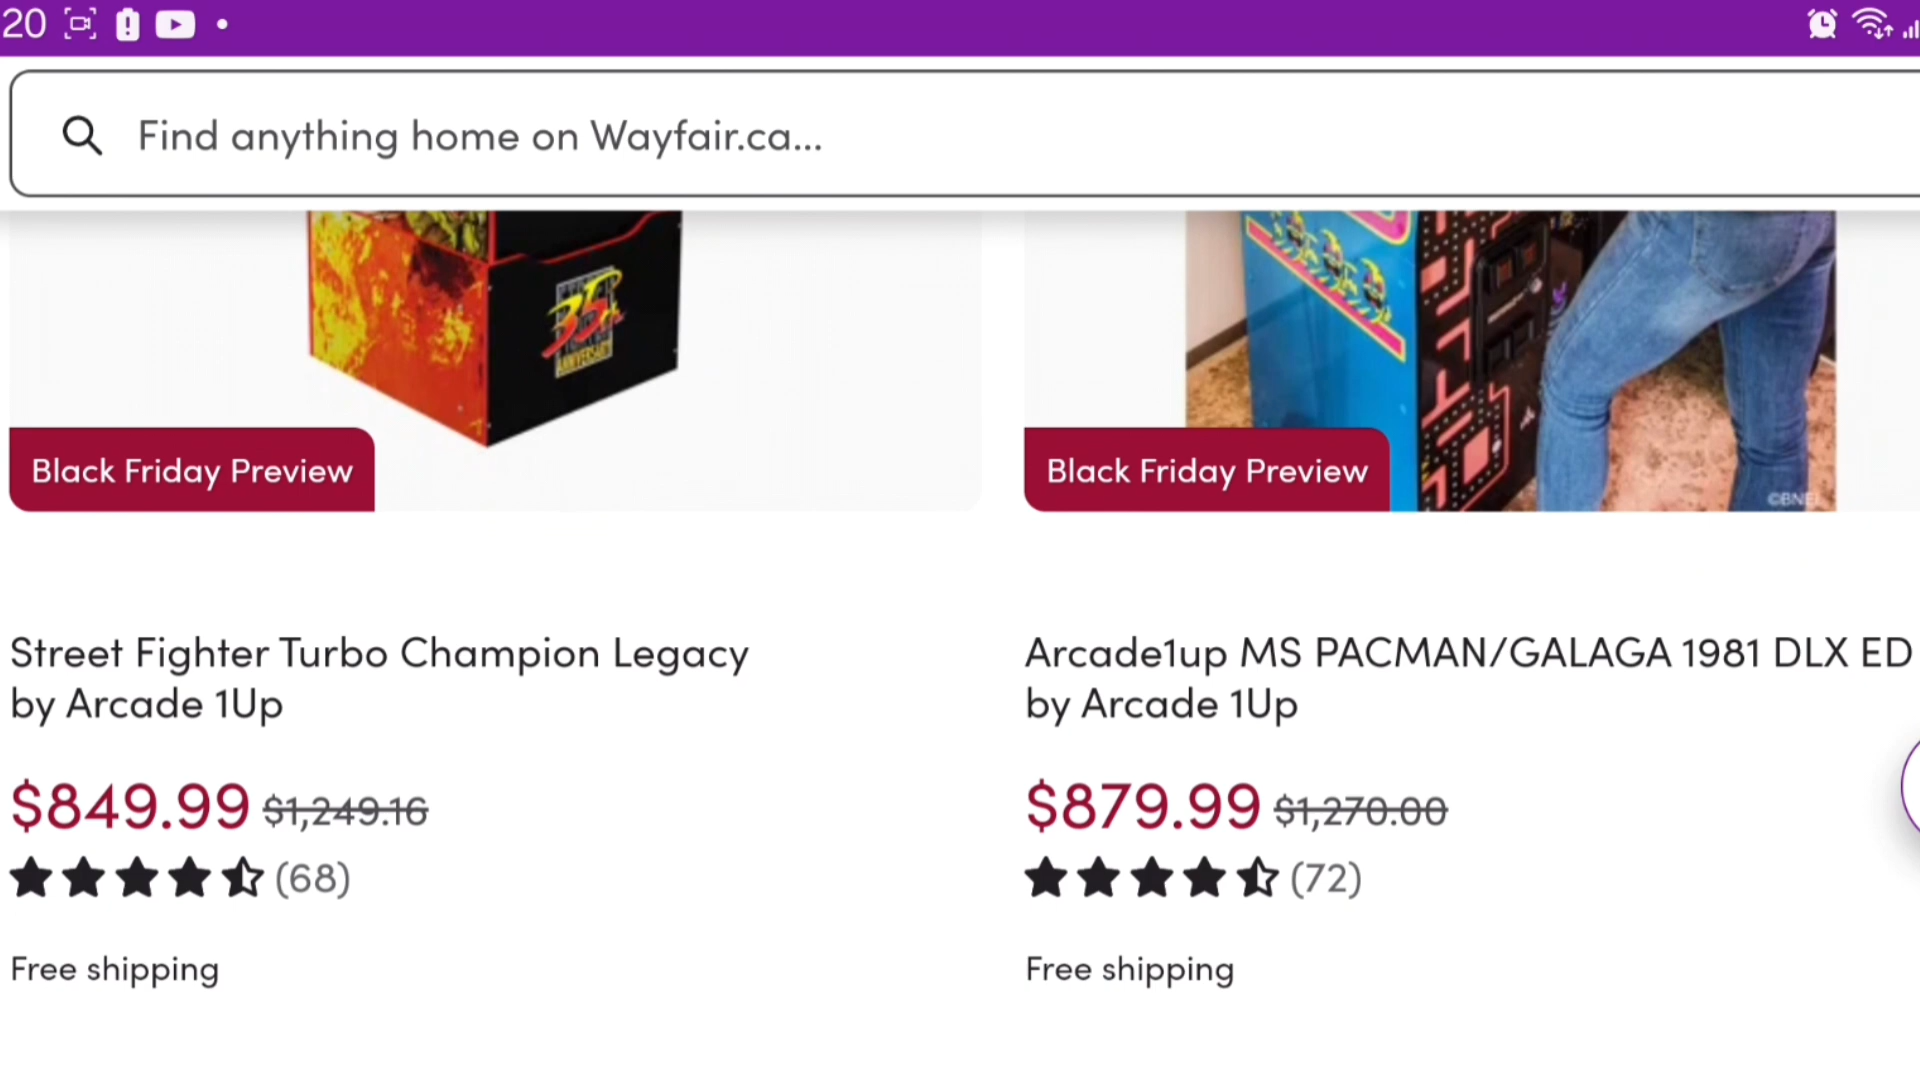 20
Find anything home on Wayfair.ca...
35th
ANNIVERSARY
Black Friday Preview
Black Friday Preview
Street Fighter Turbo Champion Legacy
by Arcade 1Up
$849.99 $1,249.16
(68)
Free shipping
Arcade1up MS PACMAN/GALAGA 1981 DLX ED
by Arcade 1Up
$879.99 $1,270.00
(72)
Free shipping